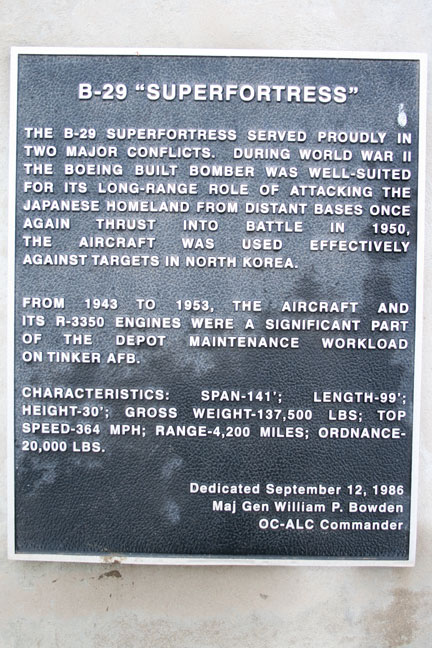 B-29 “SUPERFORTRESS”
THE B-29 SUPERFORTRESS SERVED PROUDLY IN
TWO MAJOR CONFLICTS. DURING WORLD WAR II
THE BOEING BUILT BOMBER WAS WELL-SUITED
FOR ITS LONG-RANGE ROLE OF ATTACKING THE
JAPANESE HOMELAND FROM DISTANT BASES ONCE
AGAIN THRUST INTO BATTLE IN 1950,
THE AIRCRAFT WAS USED EFFECTIVELY
AGAINST TARGETS IN NORTH KOREA.
FROM 1943 TO 1953, THE AIRCRAFT AND
ITS R-3350 ENGINES WERE A SIGNIFICANT PART
OF THE DEPOT MAINTENANCE WORKLOAD
ON TINKER AFB.
CHARACTERISTICS: SPAN-141'; LENGTH-99';
HEIGHT-30'; GROSS WEIGHT-137,500 LBS; TOP
SPEED-364 MPH; RANGE-4,200 MILES; ORDNANCE-
20,000 LBS.
Dedicated September 12, 1986
Maj Gen William P. Bowden
OC-ALC Commander